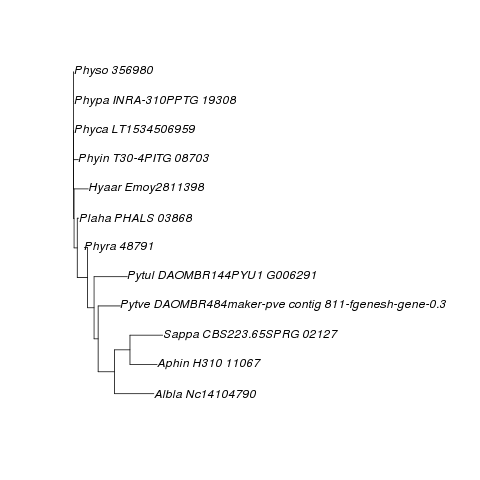 Physo 356980
Phypa INRA-310PPTG 19308
Phyca LT1534506959
Phyin T30-4PITG 08703
Hyaar Emoy2811398
Plaha PHALS 03868
Phyra 48791
Pytul DAOMBR144PYU1 G006291
Pytve DAOMBR484maker-pve contig 811-fgenesh-gene-0.3
Sappa CBS223.65SPRG 02127
Aphin H310 11067
Albla Nc14104790